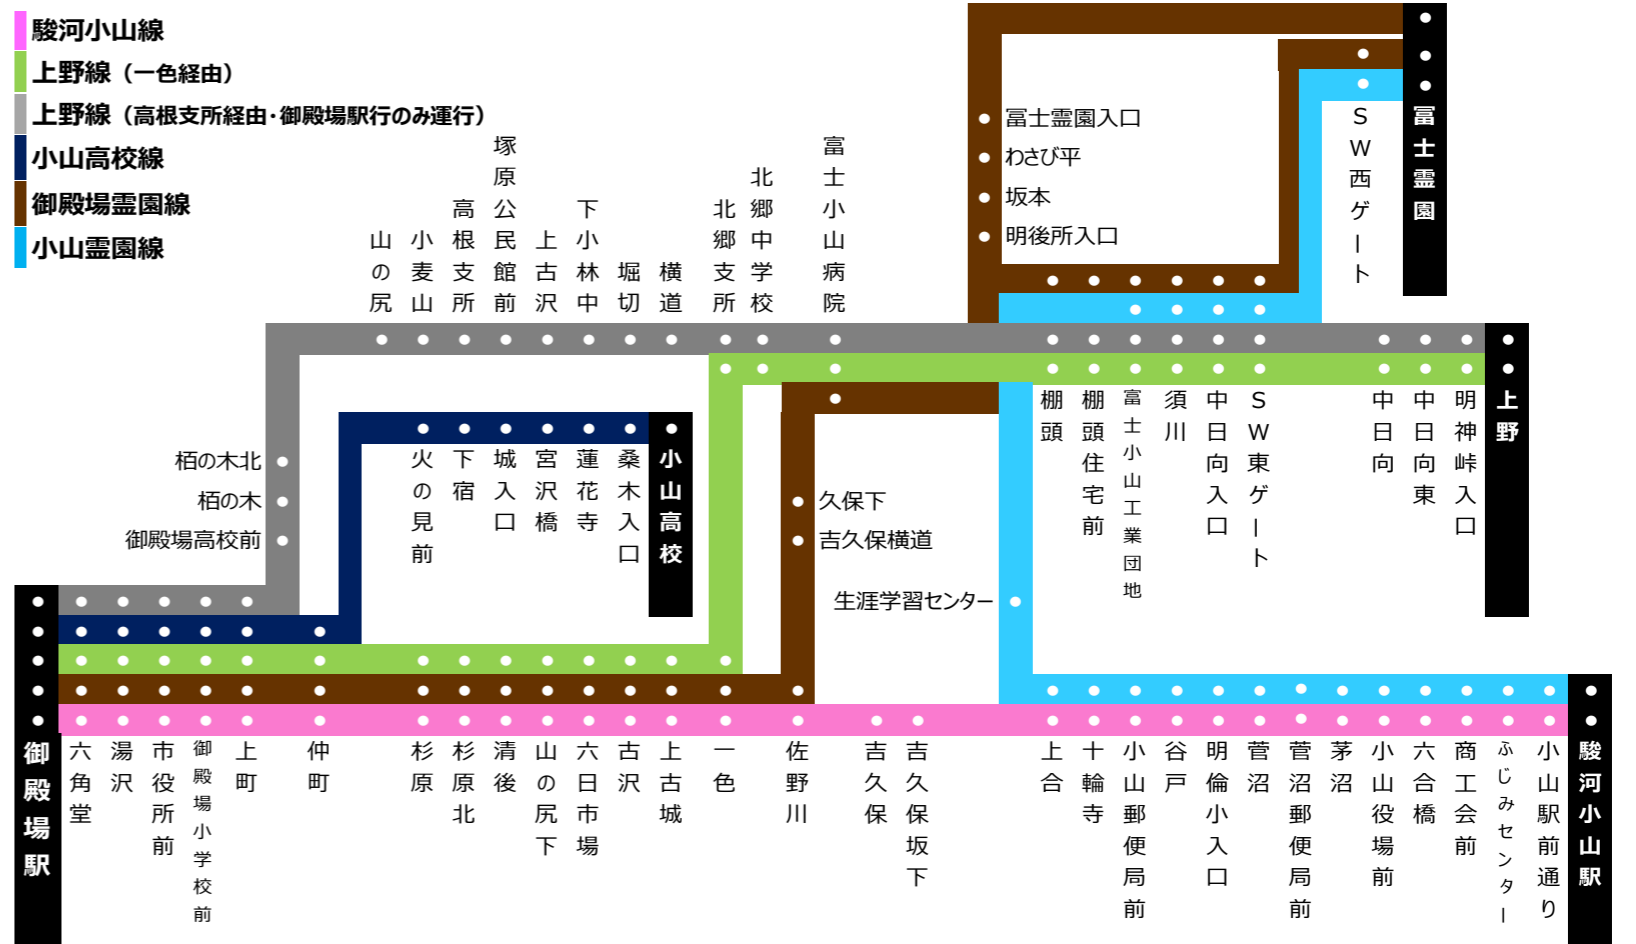 駿河小山線
上野線（一色経由）
上野線（高根支所経由・御殿場駅行のみ運行）
小山高校線
御殿場霊園線
小山霊園線
山の尻
小麦山
高根支所
塚原公民館前
上古沢
下小林中
堀切
横道
北郷支所
北郷中学校
富士小山病院
冨士霊園入口
わさび平
坂本
明後所入口
ＳＷ西ゲート
冨士霊園
栢の木北
栢の木
御殿場高校前
火の見前
下宿
城入口
宮沢橋
蓮花寺
桑木入口
小山高校
久保下
吉久保横道
生涯学習センター
棚頭
棚頭住宅前
富士小山工業団地
須川
中日向入口
ＳＷ東ゲート
中日向
中日向東
明神峠入口
上野
御殿場駅
六角堂
湯沢
市役所前
御殿場小学校前
上町
仲町
杉原
杉原北
清後
山の尻下
六日市場
古沢
上古城
一色
佐野川
吉久保
吉久保坂下
上合
十輪寺
小山郵便局前
谷戸
明倫小入口
菅沼
菅沼郵便局前
茅沼
小山役場前
六合橋
商工会前
ふじみセンター
小山駅前通り
駿河小山駅